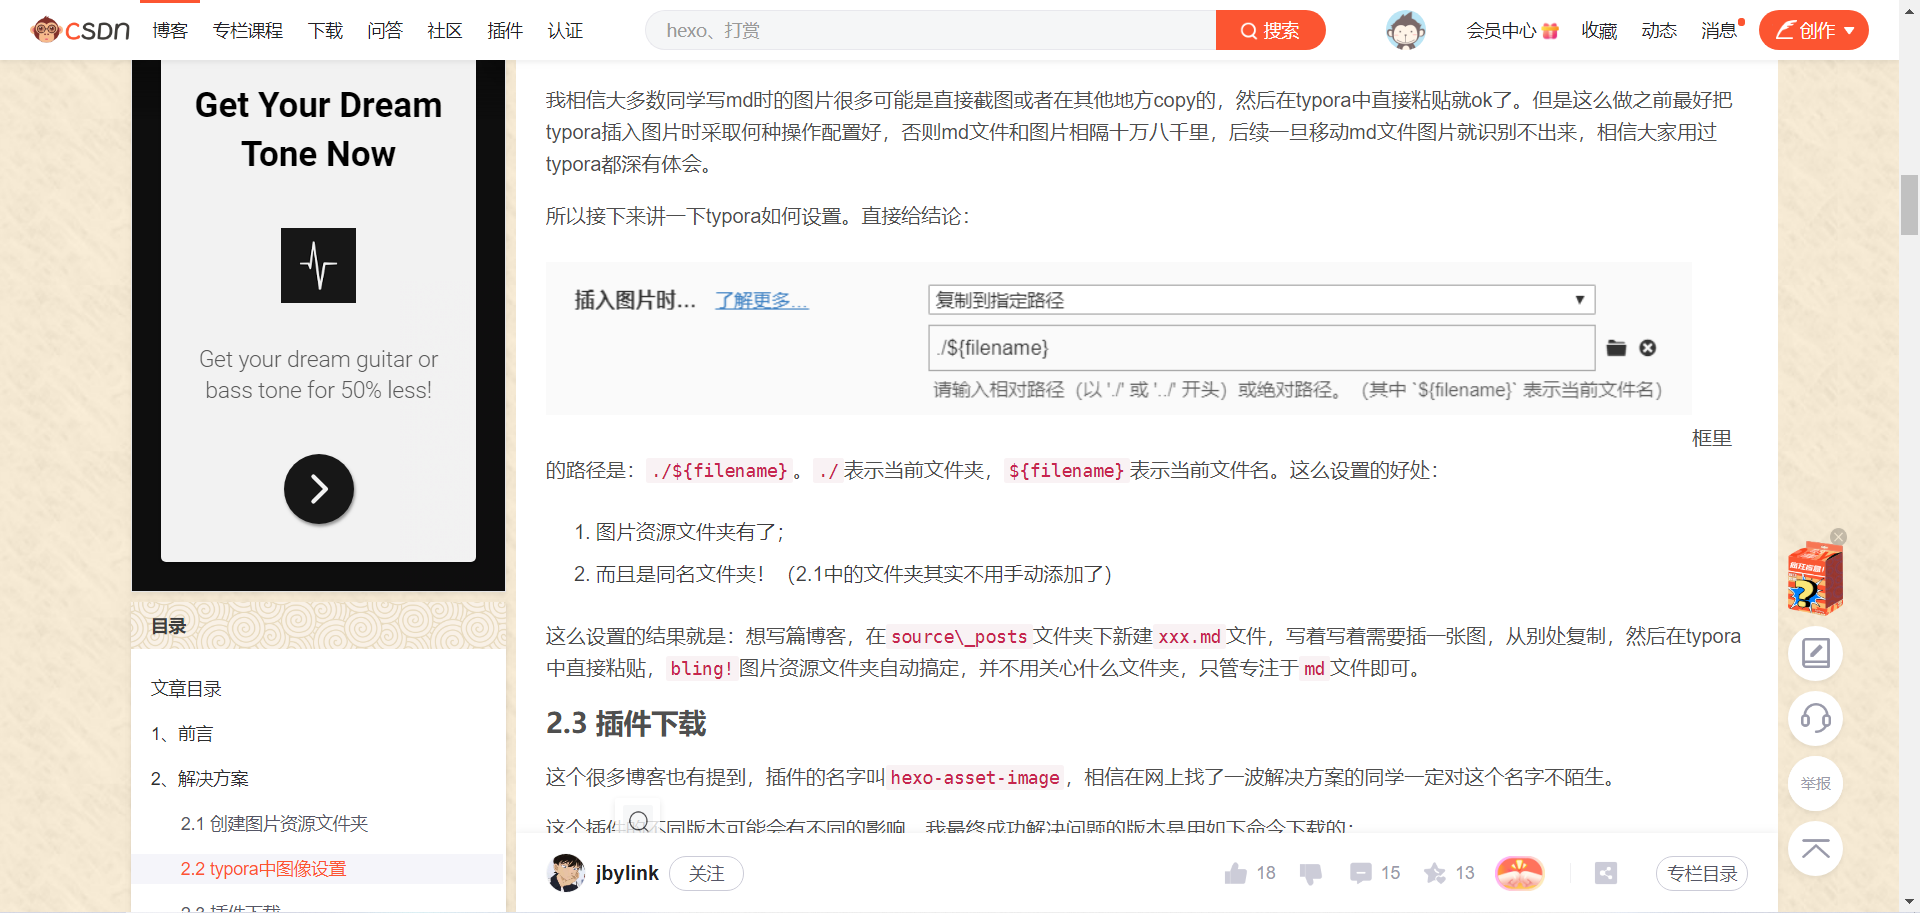 CSDN 博客 专栏课程 下载 问答 社区 插件 认证 hexo、打赏 搜索 会员中心 收藏 动态 消息 创作
Get Your Dream
Tone Now
Get your dream guitar or
bass tone for 50% less!
目录
文章目录
1、前言
2、解决方案
2.1 创建图片资源文件夹
2.2 typora中图像设置
2.3 插件下载
我相信大多数同学写md时的图片很多可能是直接截图或者在其他地方copy的，然后在typora中直接粘贴就ok了。但是这么做之前最好把
typora插入图片时采取何种操作配置好，否则md文件和图片相隔十万八千里，后续一旦移动md文件图片就识别不出来，相信大家用过
typora都深有体会。
所以接下来讲一下typora如何设置。直接给结论：
插入图片时... 了解更多... 复制到指定路径
./${filename}
请输入相对路径（以 './' 或 '../' 开头）或绝对路径。（其中 `${filename}` 表示当前文件名）
框里
的路径是：./${filename}。./表示当前文件夹，${filename}表示当前文件名。这么设置的好处：
1. 图片资源文件夹有了；
2. 而且是同名文件夹！（2.1中的文件夹其实不用手动添加了）
这么设置的结果就是：想写篇博客，在source\_posts文件夹下新建xxx.md文件，写着写着需要插一张图，从别处复制，然后在typora
中直接粘贴，bling!图片资源文件夹自动搞定，并不用关心什么文件夹，只管专注于md文件即可。
2.3 插件下载
这个很多博客也有提到，插件的名字叫hexo-asset-image，相信在网上找了一波解决方案的同学一定对这个名字不陌生。
这个插件的不同版本可能会有不同的影响，我最终成功解决问题的版本是用如下命令下载的：
jbylink 关注 18 15 13 专栏目录
举报